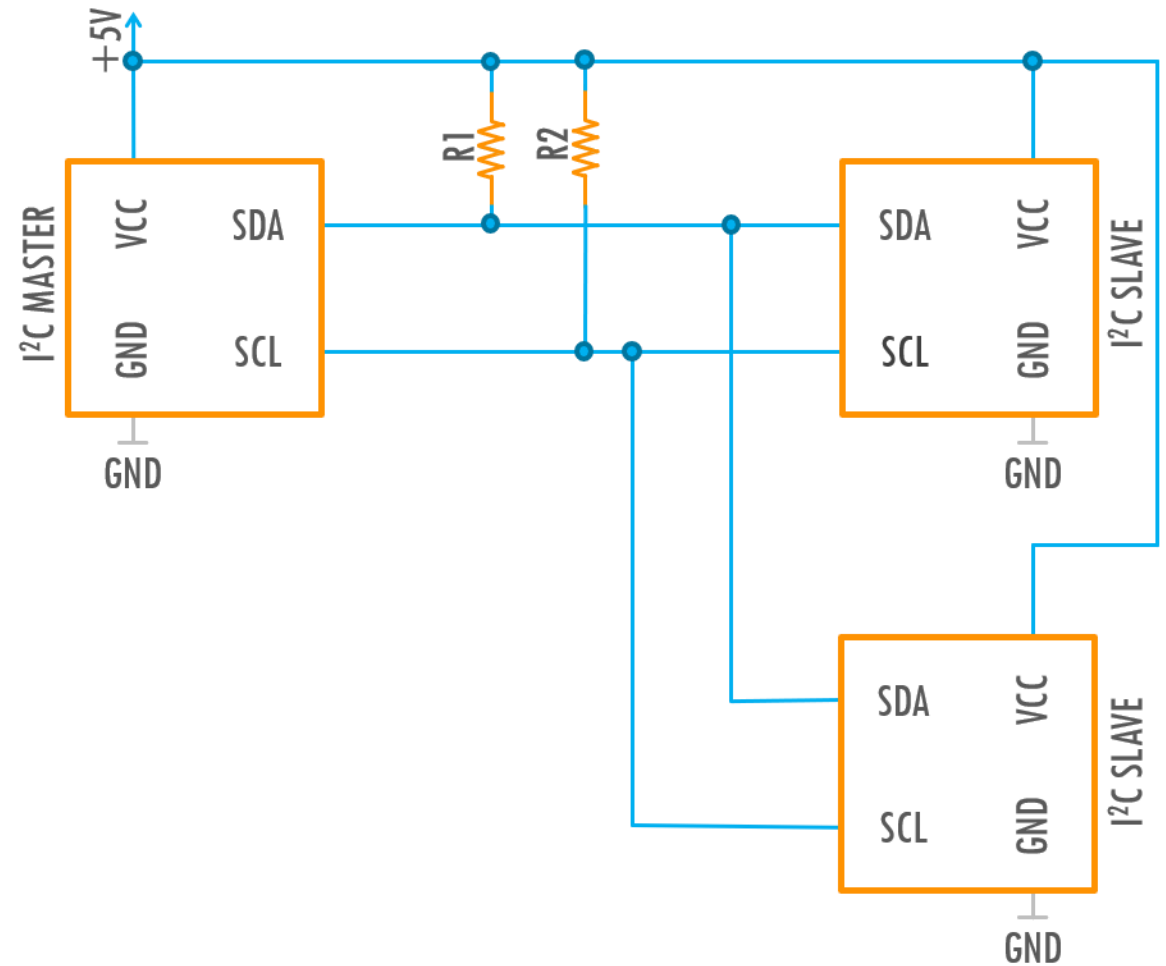 +5V
R1
R2
I²C MASTER
VCC
SDA
GND
SCL
GND
SDA
VCC
SCL
GND
I²C SLAVE
GND
SDA
VCC
SCL
GND
I²C SLAVE
GND